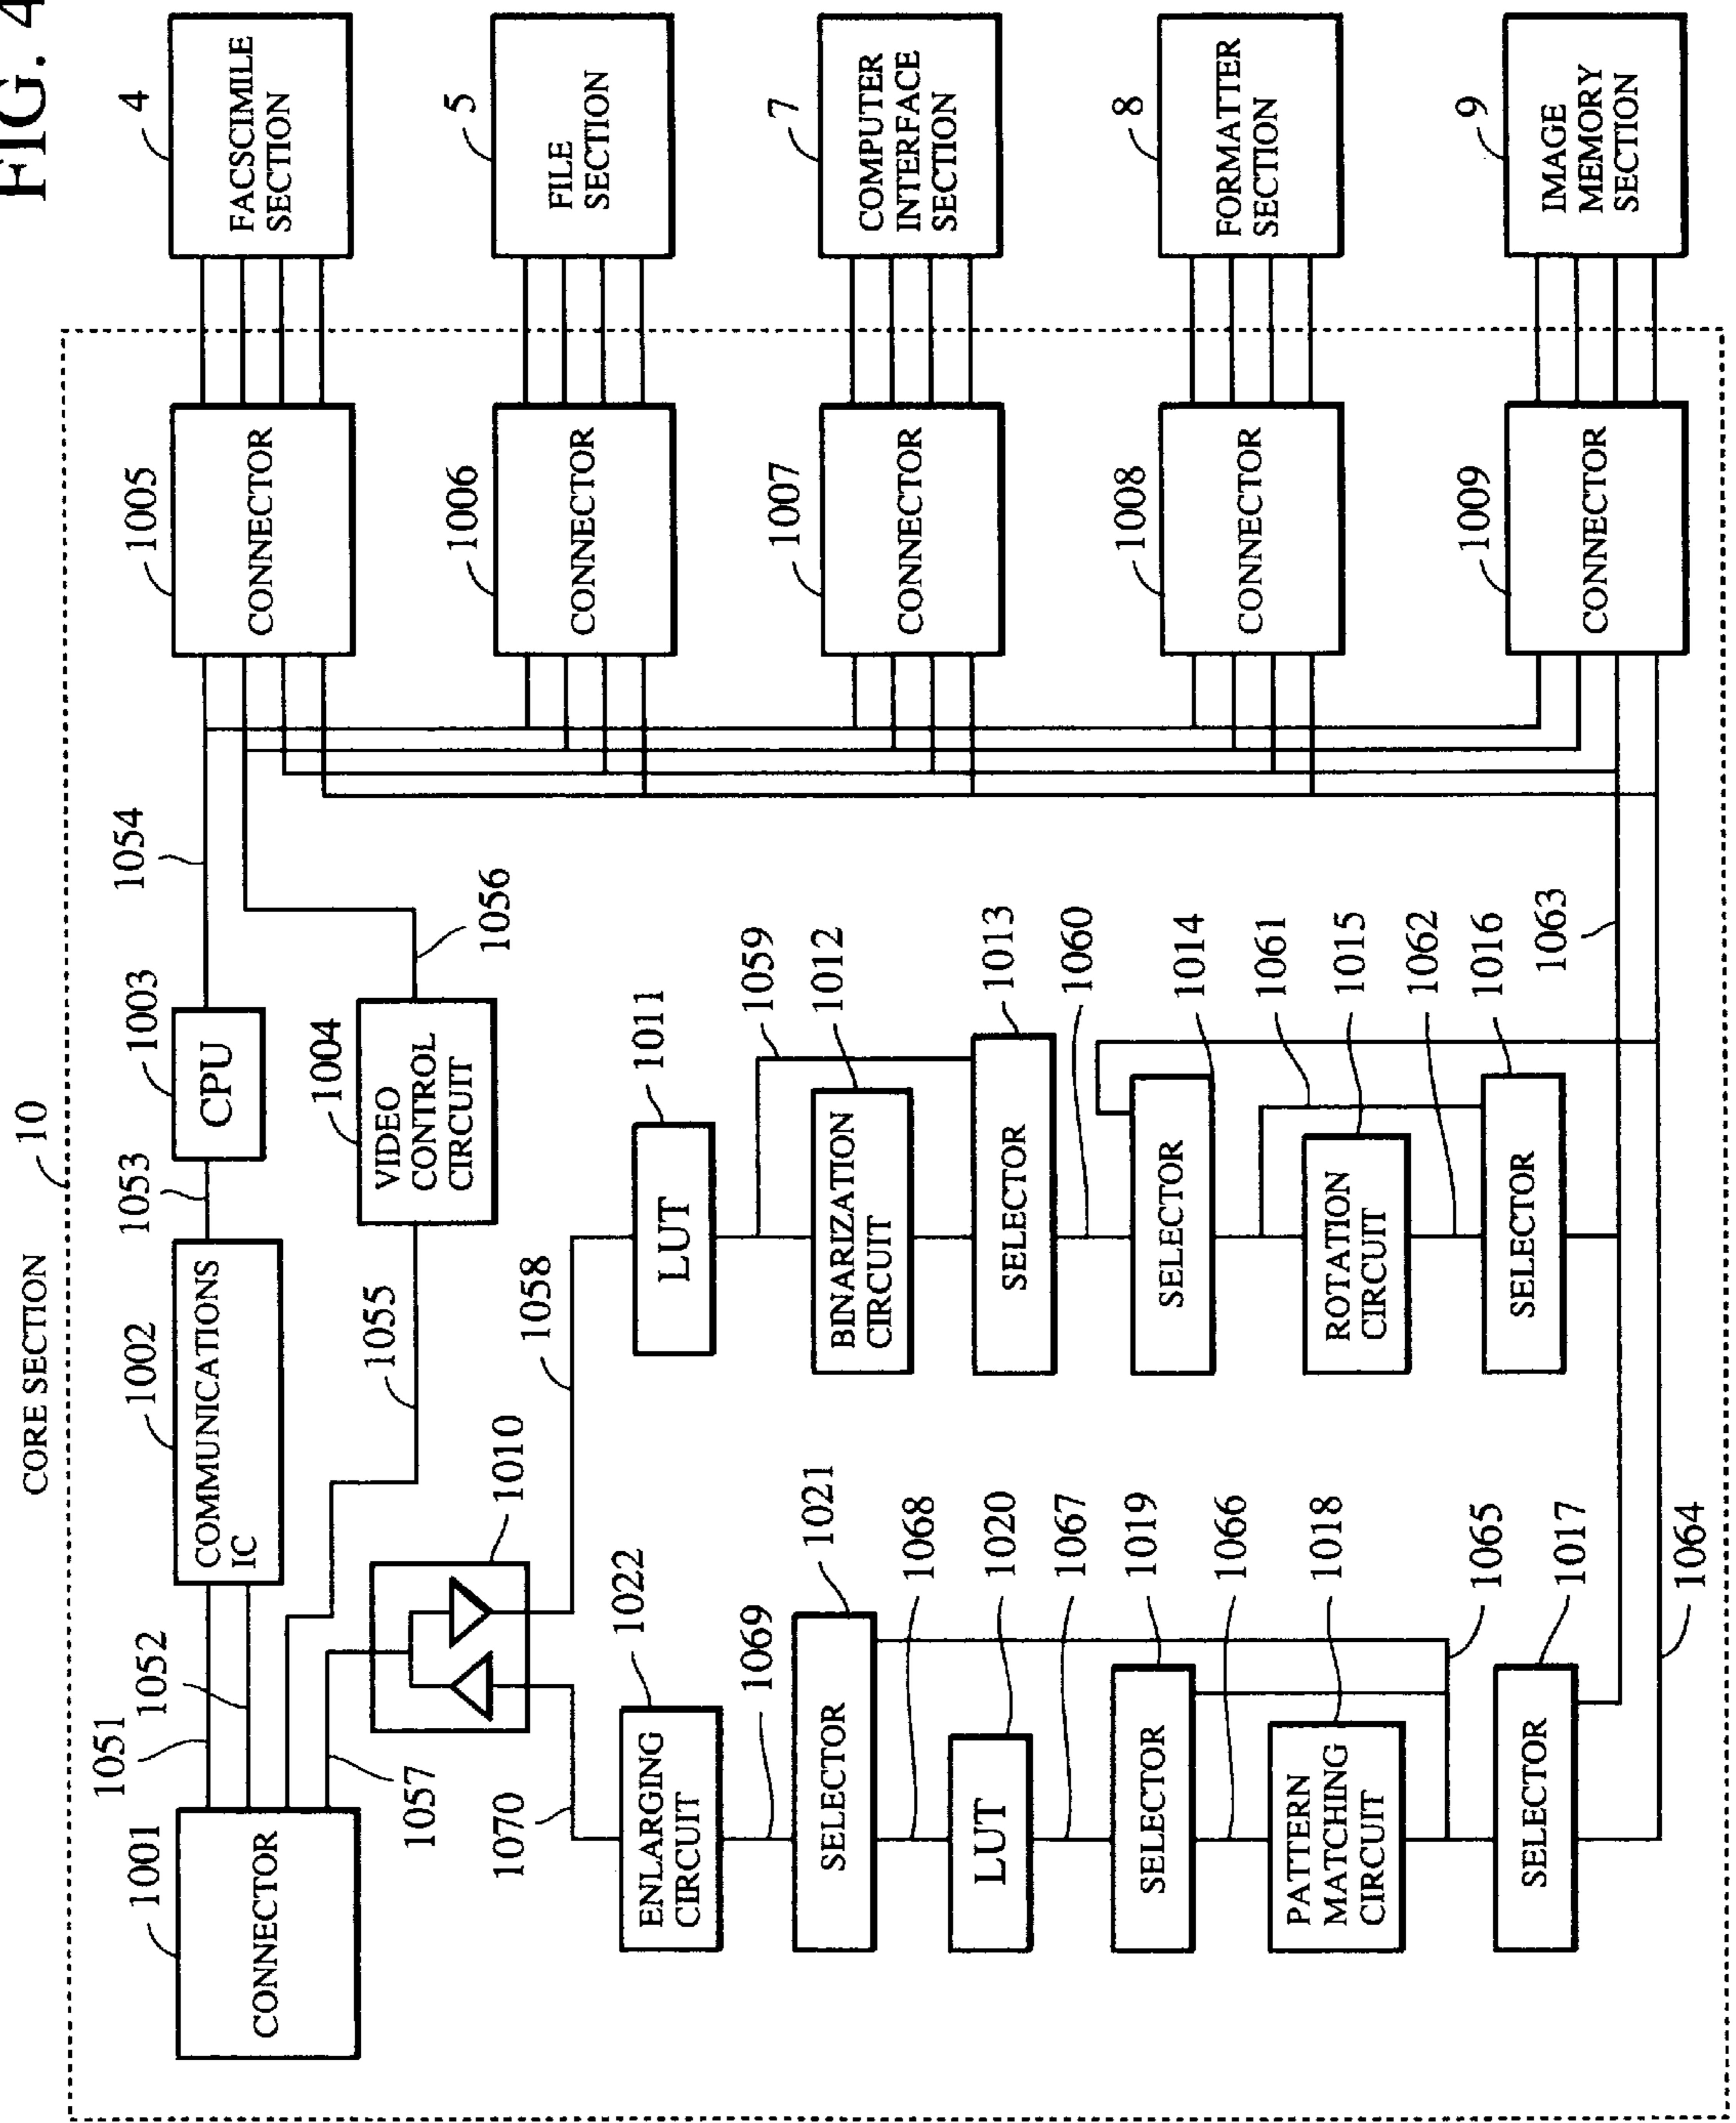 FIG. 4
CORE SECTION
10
1001
CONNECTOR
1051
1052
1002
COMMUNICATIONS
IC
1053
1003
CPU
1054
1005
CONNECTOR
4
FACSCIMILE
SECTION
1057
1055
1004
VIDEO
CONTROL
CIRCUIT
1056
1006
CONNECTOR
5
FILE
SECTION
1070
1010
1058
1022
ENLARGING
CIRCUIT
1011
LUT
1069
1059
1021
SELECTOR
1012
BINARIZATION
CIRCUIT
1007
CONNECTOR
7
COMPUTER
INTERFACE
SECTION
1068
1013
SELECTOR
1020
LUT
1060
1067
1019
SELECTOR
1014
SELECTOR
1008
CONNECTOR
8
FORMATTER
SECTION
1066
1061
1018
PATTERN
MATCHING
CIRCUIT
1015
ROTATION
CIRCUIT
1065
1062
1017
SELECTOR
1016
SELECTOR
1063
1009
CONNECTOR
9
IMAGE
MEMORY
SECTION
1064